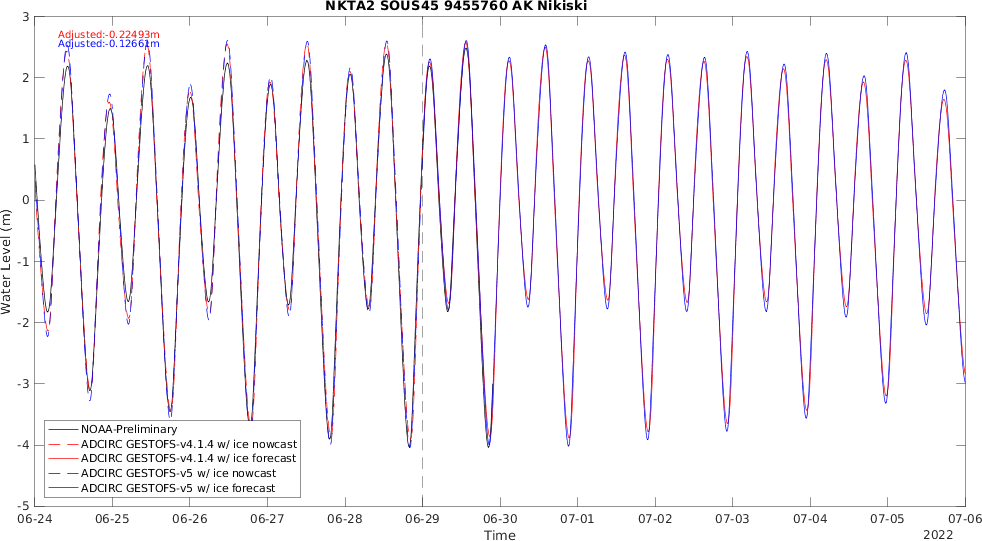 NKTA2 SOUS45 9455760 AK Nikiski
Adjusted:-0.22493m
Adjusted:-0.12661m
Water Level (m)
3
2
1
0
-1
-2
-3
-4
-5
NOAA-Preliminary
ADCIRC GESTOFS-v4.1.4 w/ ice nowcast
ADCIRC GESTOFS-v4.1.4 w/ ice forecast
ADCIRC GESTOFS-v5 w/ ice nowcast
ADCIRC GESTOFS-v5 w/ ice forecast
06-24 06-25 06-26 06-27 06-28 06-29 06-30 07-01 07-02 07-03 07-04 07-05 07-06
Time
2022